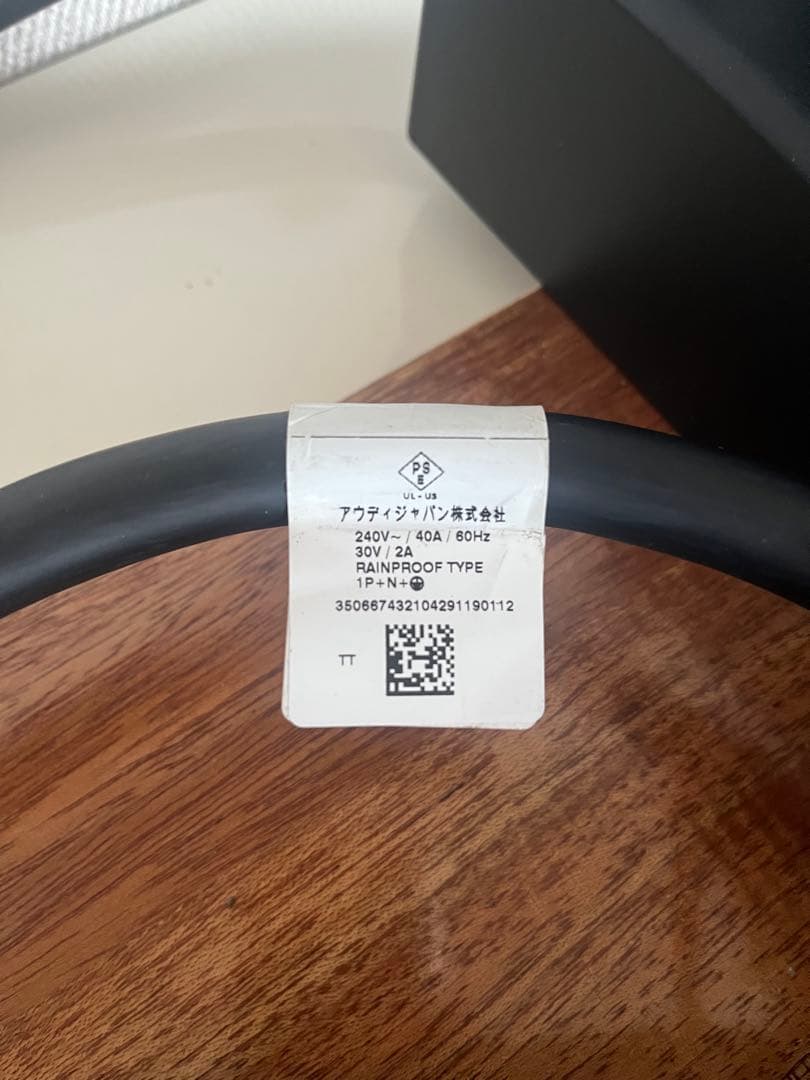 PS
E
UL-US
アウディジャパン株式会社
240V~ / 40A / 60Hz
30V / 2A
RAINPROOF TYPE
1P+N+
350667432104291190112
TT